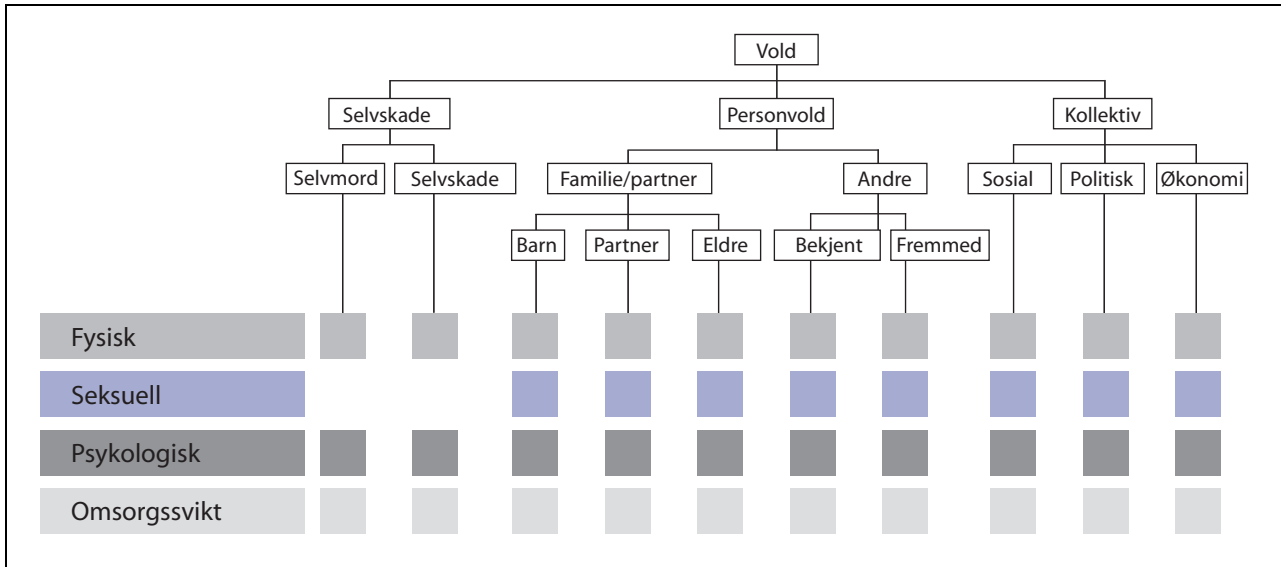 Vold
Selvskade Personvold Kollektiv
Selvmord Selvskade Familie/partner Andre Sosial Politisk Økonomi
Barn Partner Eldre Bekjent Fremmed
Fysisk
Seksuell
Psykologisk
Omsorgssvikt